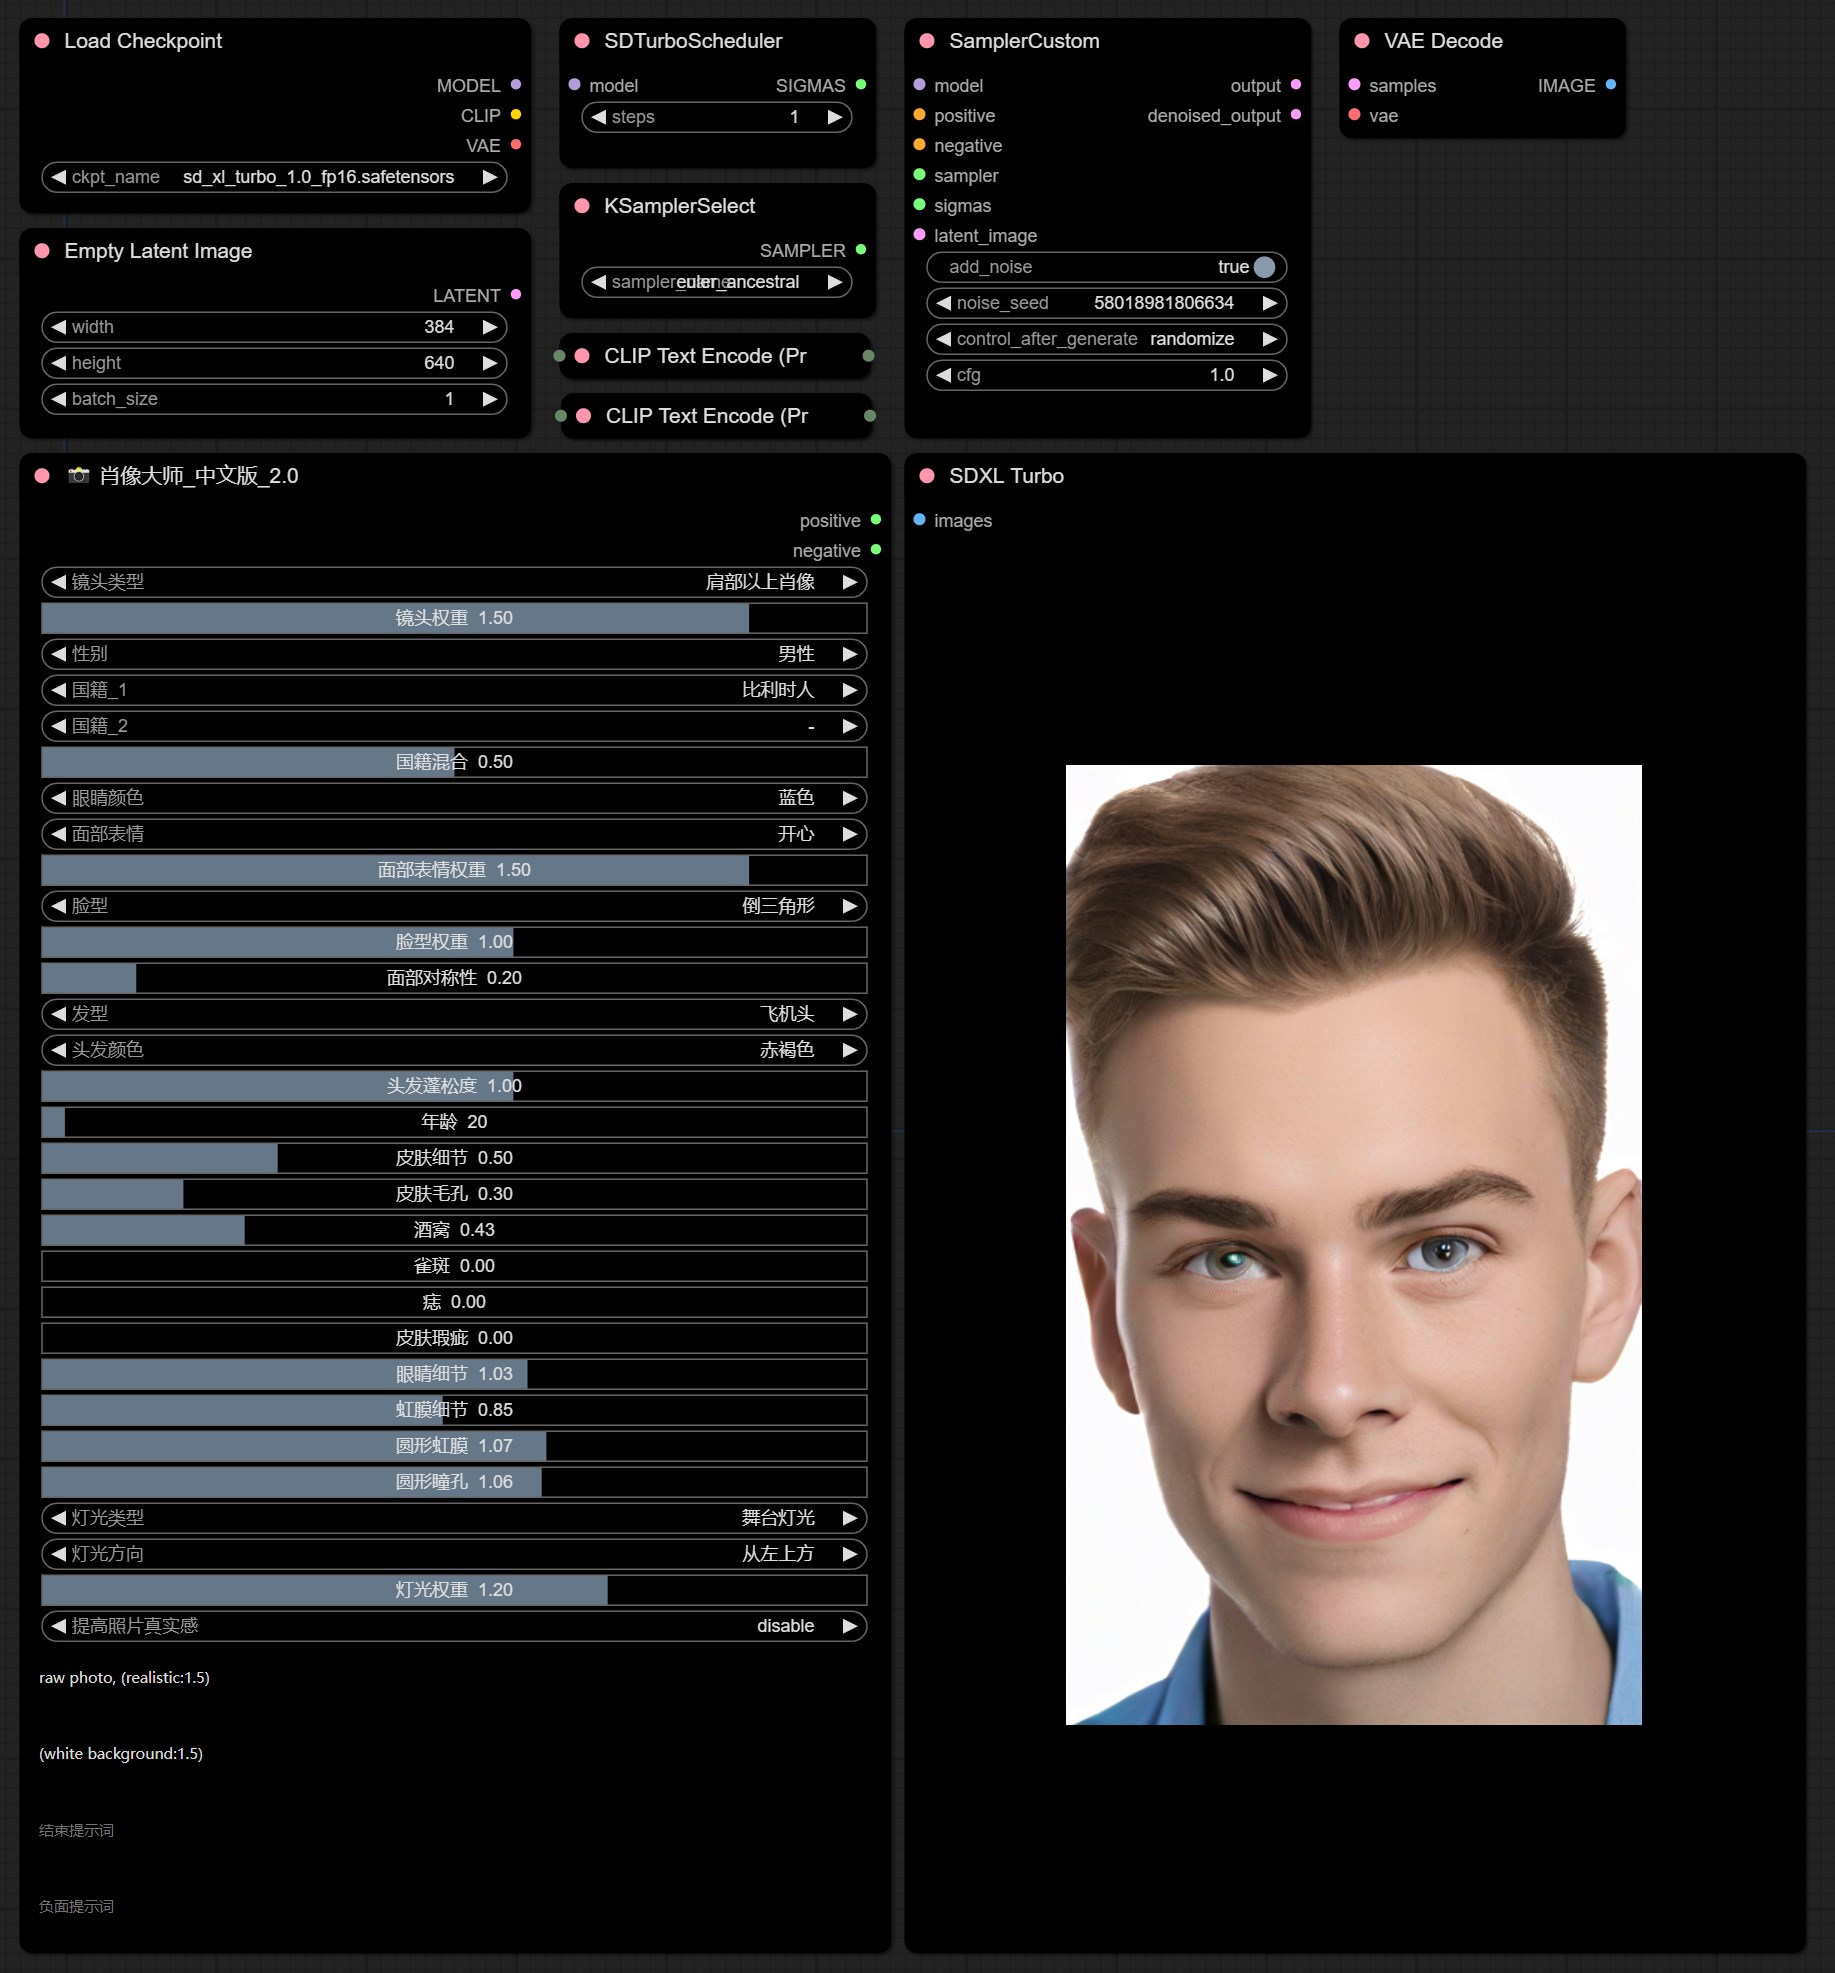 Load Checkpoint
MODEL
CLIP
VAE
ckpt_name sd_xl_turbo_1.0_fp16.safetensors
Empty Latent Image
LATENT
width 384
height 640
batch_size 1
SDTurboScheduler
model SIGMAS
steps 1
KSamplerSelect
SAMPLER
sampler_name euler_ancestral
CLIP Text Encode (Pr
CLIP Text Encode (Pr
SamplerCustom
model output
positive denoised_output
negative
sampler
sigmas
latent_image
add_noise true
noise_seed 58018981806634
control_after_generate randomize
cfg 1.0
VAE Decode
samples IMAGE
vae
肖像大师_中文版_2.0
positive
negative
镜头类型 肩部以上肖像
镜头权重 1.50
性别 男性
国籍_1 比利时人
国籍_2 -
国籍混合 0.50
眼睛颜色 蓝色
面部表情 开心
面部表情权重 1.50
脸型 倒三角形
脸型权重 1.00
面部对称性 0.20
发型 飞机头
头发颜色 赤褐色
头发蓬松度 1.00
年龄 20
皮肤细节 0.50
皮肤毛孔 0.30
酒窝 0.43
雀斑 0.00
痣 0.00
皮肤瑕疵 0.00
眼睛细节 1.03
虹膜细节 0.85
圆形虹膜 1.07
圆形瞳孔 1.06
灯光类型 舞台灯光
灯光方向 从左上方
灯光权重 1.20
提高照片真实感 disable
raw photo, (realistic:1.5)
(white background:1.5)
结束提示词
负面提示词
SDXL Turbo
images